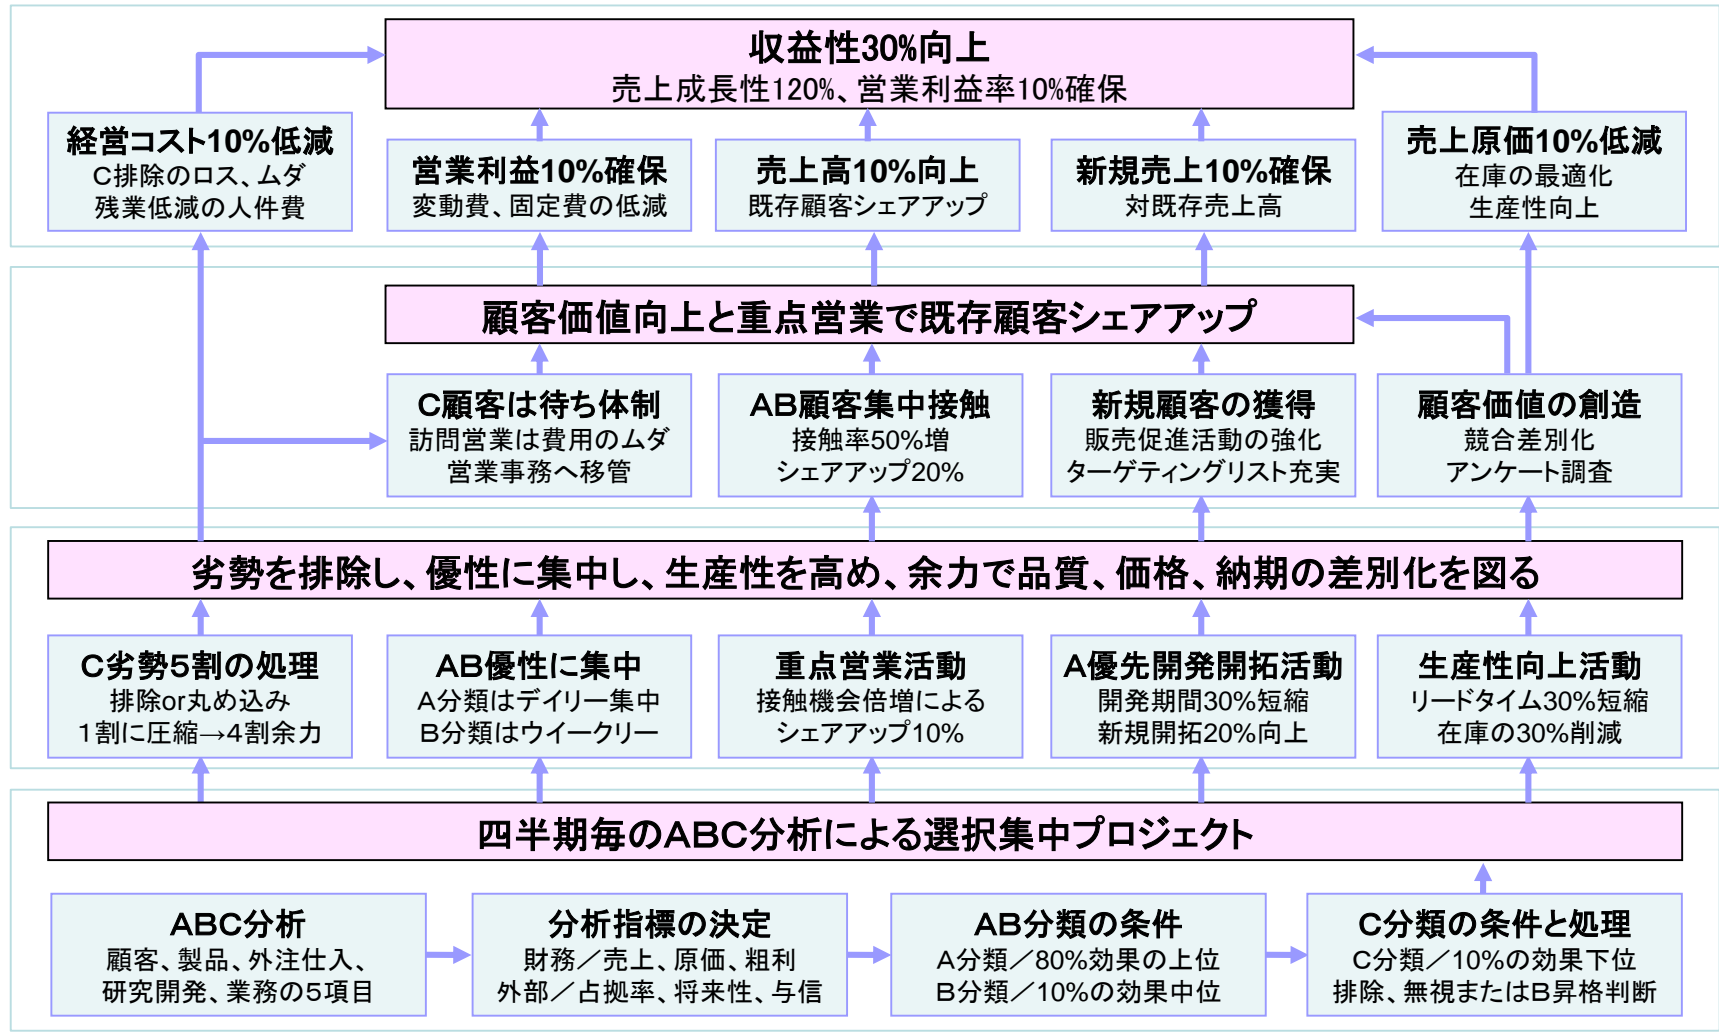 収益性30%向上
売上成長性120%、営業利益率10%確保
経営コスト10%低減
C排除のロス、ムダ
残業低減の人件費
営業利益10%確保
変動費、固定費の低減
売上高10%向上
既存顧客シェアアップ
新規売上10%確保
対既存売上高
売上原価10%低減
在庫の最適化
生産性向上
顧客価値向上と重点営業で既存顧客シェアアップ
C顧客は待ち体制
訪問営業は費用のムダ
営業事務へ移管
AB顧客集中接触
接触率50%増
シェアアップ20%
新規顧客の獲得
販売促進活動の強化
ターゲティングリスト充実
顧客価値の創造
競合差別化
アンケート調査
劣勢を排除し、優性に集中し、生産性を高め、余力で品質、価格、納期の差別化を図る
C劣勢5割の処理
排除or丸め込み
1割に圧縮→4割余力
AB優性に集中
A分類はデイリー集中
B分類はウイークリー
重点営業活動
接触機会倍増による
シェアアップ10%
A優先開発開拓活動
開発期間30%短縮
新規開拓20%向上
生産性向上活動
リードタイム30%短縮
在庫の30%削減
四半期毎のABC分析による選択集中プロジェクト
ABC分析
顧客、製品、外注仕入、
研究開発、業務の5項目
分析指標の決定
財務／売上、原価、粗利
外部／占拠率、将来性、与信
AB分類の条件
A分類／80%効果の上位
B分類／10%の効果中位
C分類の条件と処理
C分類／10%の効果下位
排除、無視またはB昇格判断